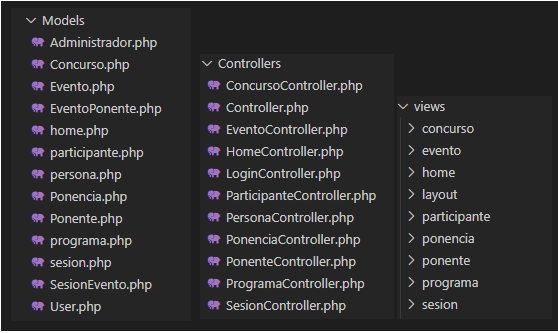 Models
Administrador.php
Concurso.php
Evento.php
EventoPonente.php
home.php
participante.php
persona.php
Ponencia.php
Ponente.php
programa.php
sesion.php
SesionEvento.php
User.php
Controllers
ConcursoController.php
Controller.php
EventoController.php
HomeController.php
LoginController.php
ParticipanteController.php
PersonaController.php
PonenciaController.php
PonenteController.php
ProgramaController.php
SesionController.php
views
concurso
evento
home
layout
participante
ponencia
ponente
programa
sesion